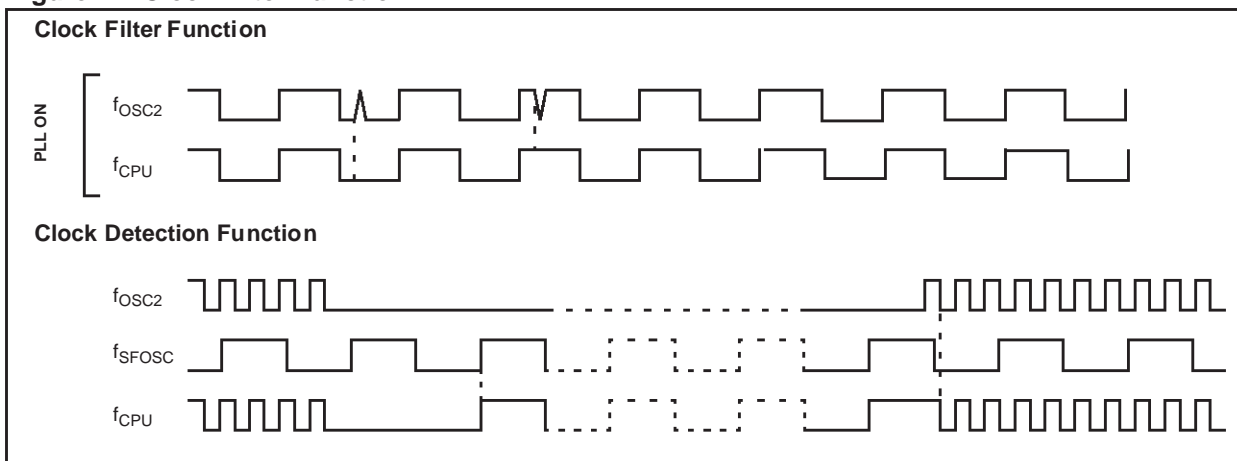 Clock Filter Function
PLL ON
fOSC2
fCPU
Clock Detection Function
fOSC2
fSFOSC
fCPU